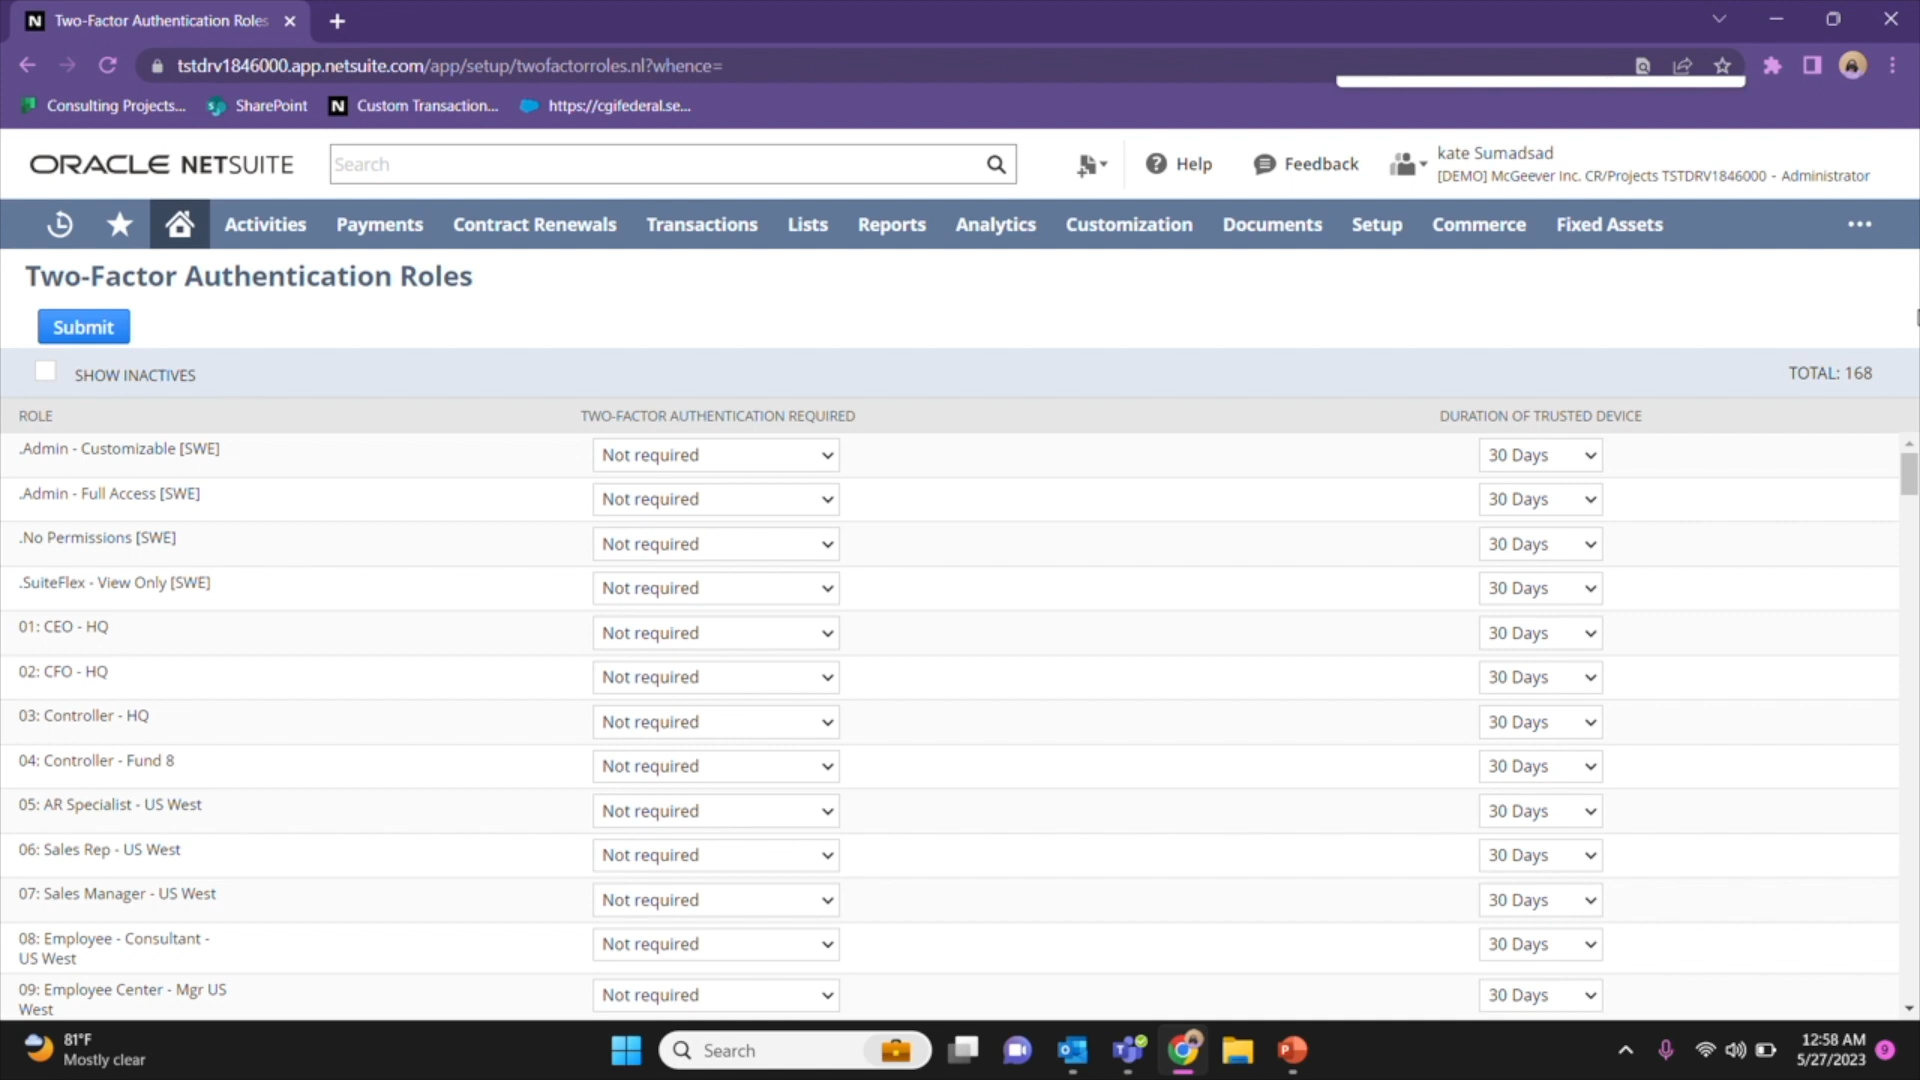 Two-Factor Authentication Roles
tstdrv1846000.app.netsuite.com/app/setup/twofactorroles.nl?whence=
Consulting Projects...
SharePoint
Custom Transaction...
https://cgifederal.se...
ORACLE NETSUITE
Search
Help
Feedback
kate Sumadsad
[DEMO] McGeever Inc. CR/Projects TSTDRV1846000 - Administrator
Activities
Payments
Contract Renewals
Transactions
Lists
Reports
Analytics
Customization
Documents
Setup
Commerce
Fixed Assets
Two-Factor Authentication Roles
Submit
SHOW INACTIVES
TOTAL: 168
ROLE
TWO-FACTOR AUTHENTICATION REQUIRED
DURATION OF TRUSTED DEVICE
.Admin - Customizable [SWE]
Not required
30 Days
.Admin - Full Access [SWE]
Not required
30 Days
.No Permissions [SWE]
Not required
30 Days
.SuiteFlex - View Only [SWE]
Not required
30 Days
01: CEO - HQ
Not required
30 Days
02: CFO - HQ
Not required
30 Days
03: Controller - HQ
Not required
30 Days
04: Controller - Fund 8
Not required
30 Days
05: AR Specialist - US West
Not required
30 Days
06: Sales Rep - US West
Not required
30 Days
07: Sales Manager - US West
Not required
30 Days
08: Employee - Consultant -
US West
Not required
30 Days
09: Employee Center - Mgr US
West
Not required
30 Days
81°F
Mostly clear
Search
12:58 AM
5/27/2023
9